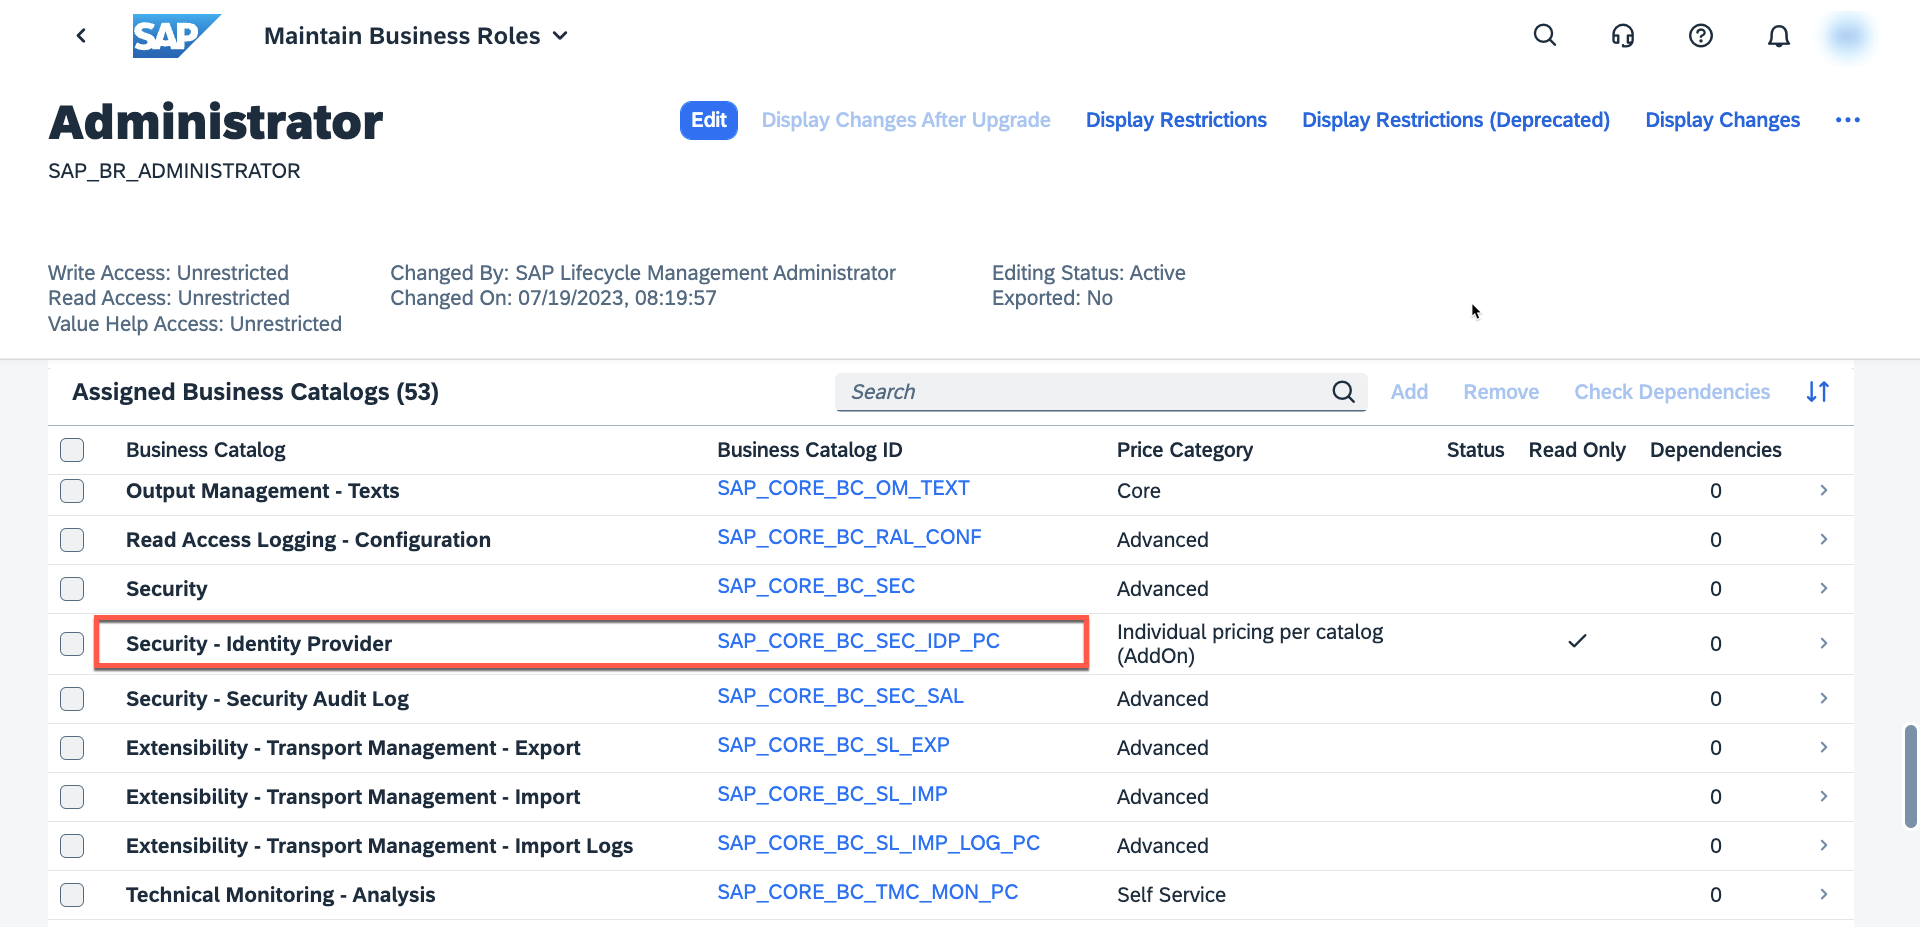 SAP
Maintain Business Roles
Administrator
Edit
Display Changes After Upgrade
Display Restrictions
Display Restrictions (Deprecated)
Display Changes
SAP_BR_ADMINISTRATOR
Write Access: Unrestricted
Read Access: Unrestricted
Value Help Access: Unrestricted
Changed By: SAP Lifecycle Management Administrator
Changed On: 07/19/2023, 08:19:57
Editing Status: Active
Exported: No
Assigned Business Catalogs (53)
Search
Add
Remove
Check Dependencies
Business Catalog Business Catalog ID Price Category Status Read Only Dependencies
Output Management - Texts SAP_CORE_BC_OM_TEXT Core 0
Read Access Logging - Configuration SAP_CORE_BC_RAL_CONF Advanced 0
Security SAP_CORE_BC_SEC Advanced 0
Security - Identity Provider SAP_CORE_BC_SEC_IDP_PC Individual pricing per catalog
(AddOn) 0
Security - Security Audit Log SAP_CORE_BC_SEC_SAL Advanced 0
Extensibility - Transport Management - Export SAP_CORE_BC_SL_EXP Advanced 0
Extensibility - Transport Management - Import SAP_CORE_BC_SL_IMP Advanced 0
Extensibility - Transport Management - Import Logs SAP_CORE_BC_SL_IMP_LOG_PC Advanced 0
Technical Monitoring - Analysis SAP_CORE_BC_TMC_MON_PC Self Service 0